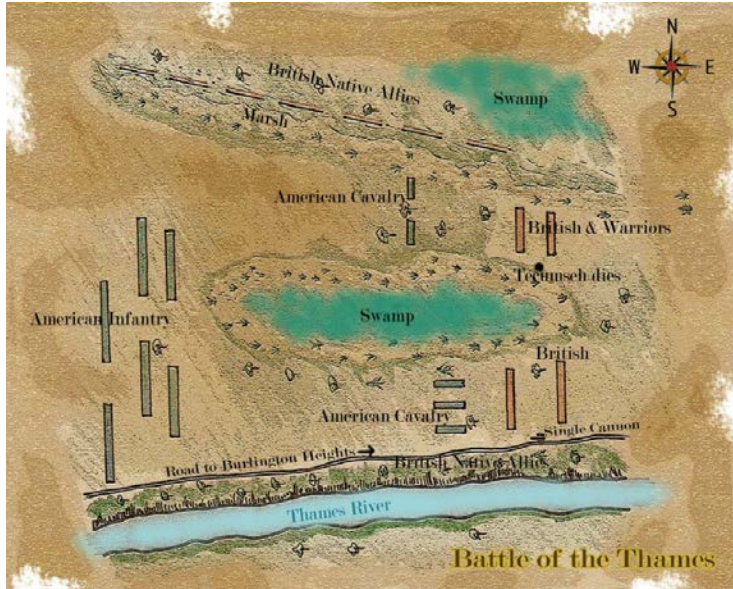 N
W E
S
British Native Allies
Swamp
Marsh
American Cavalry
British & Warriors
Tecumseh dies
American Infantry
Swamp
British
American Cavalry
Single Cannon
Road to Burlington Heights
British Native Allies
Thames River
Battle of the Thames